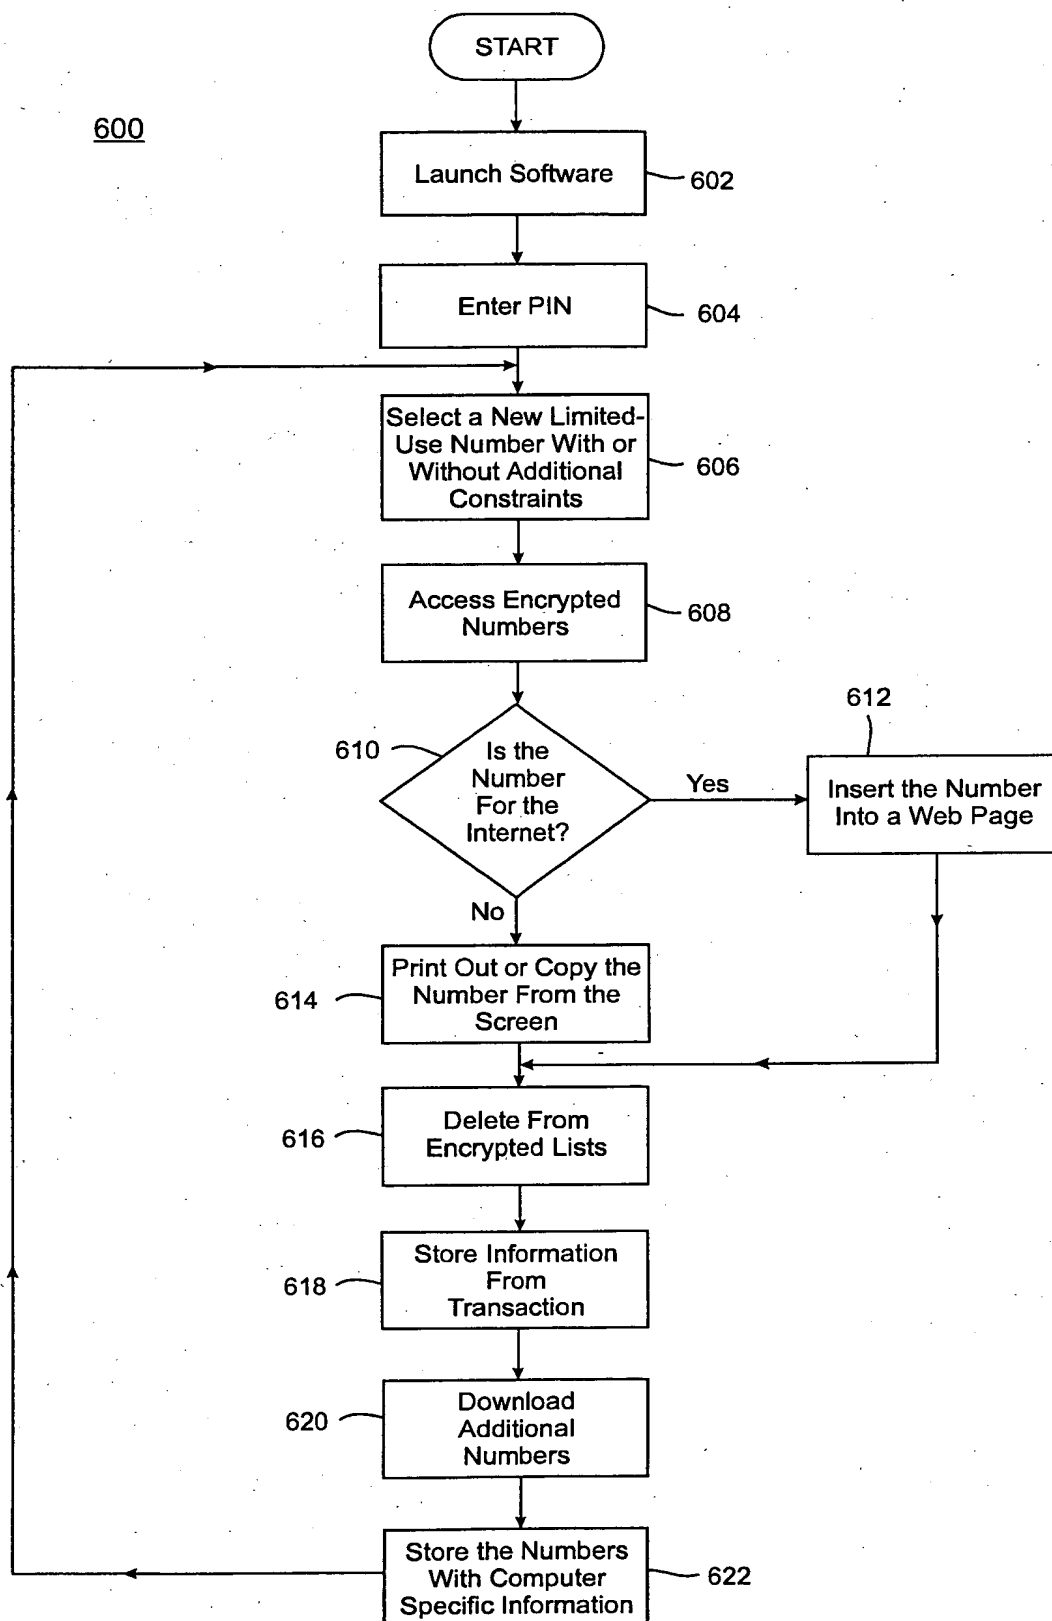 START
600
Launch Software
602
Enter PIN
604
Select a New Limited-
Use Number With or
Without Additional
Constraints
606
Access Encrypted
Numbers
608
610
Is the
Number
For the
Internet?
Yes
612
Insert the Number
Into a Web Page
No
614
Print Out or Copy the
Number From the
Screen
616
Delete From
Encrypted Lists
618
Store Information
From
Transaction
620
Download
Additional
Numbers
Store the Numbers
With Computer
Specific Information
622